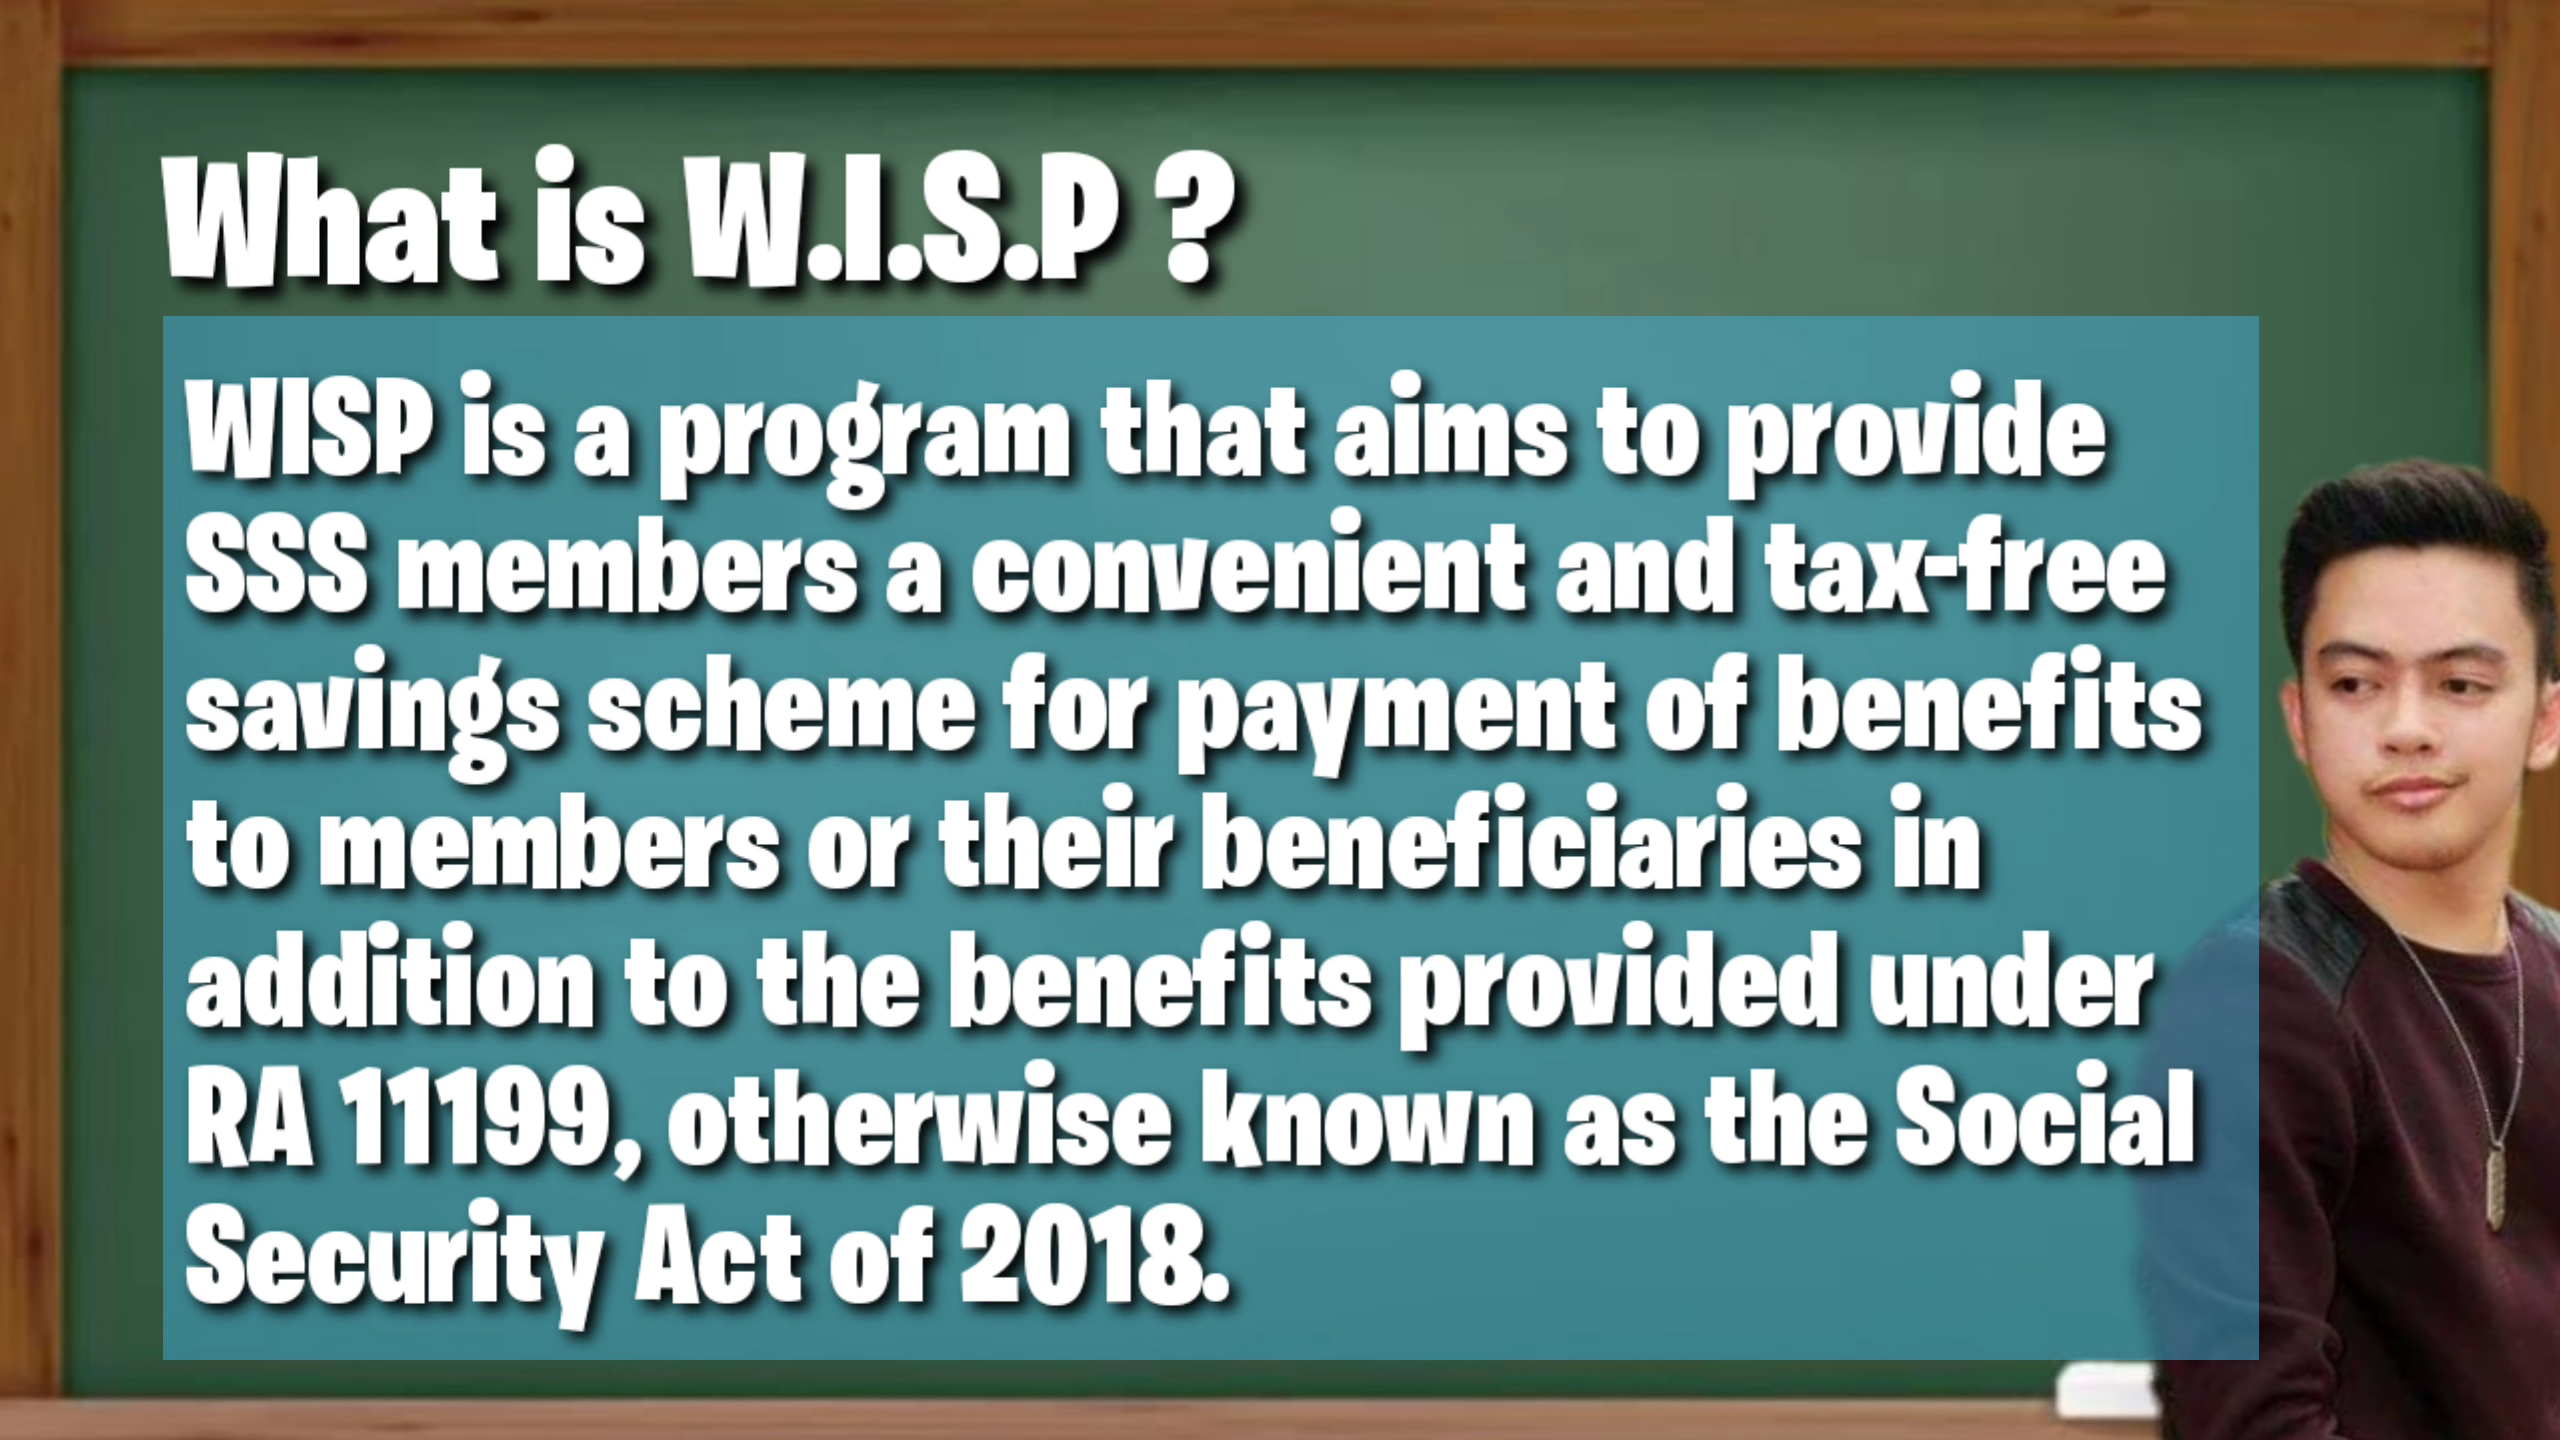 What is W.I.S.P ?
WISP is a program that aims to provide
SSS members a convenient and tax-free
savings scheme for payment of benefits
to members or their beneficiaries in
addition to the benefits provided under
RA 11199, otherwise known as the Social
Security Act of 2018.